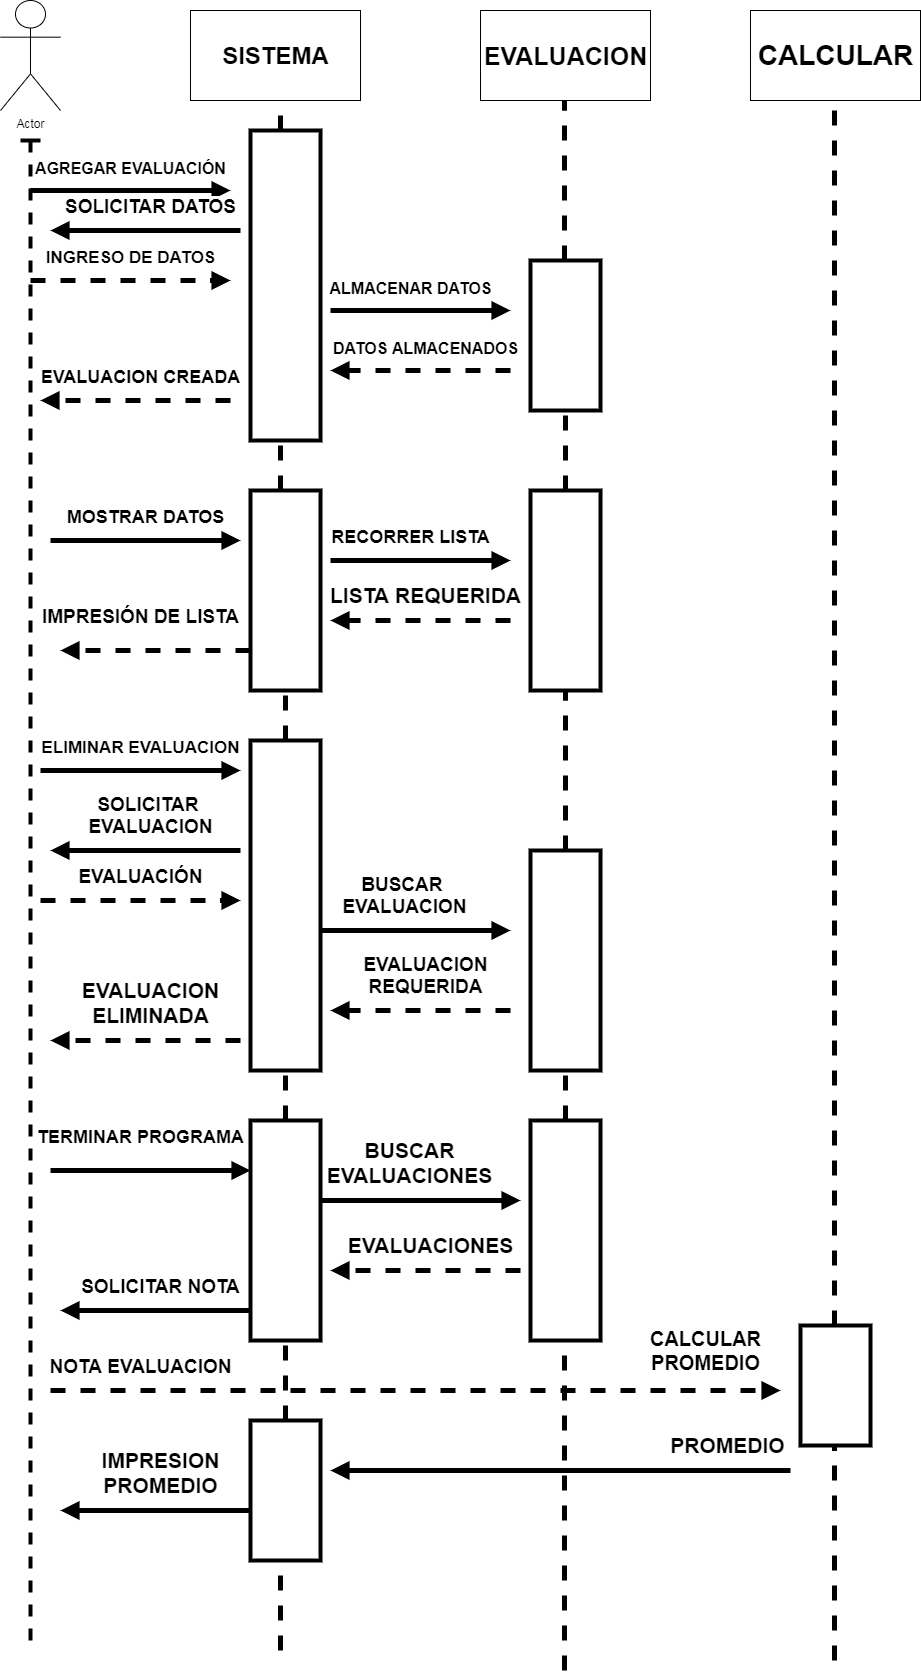 SISTEMA
EVALUACION
CALCULAR
Actor
AGREGAR EVALUACIÓN
SOLICITAR DATOS
INGRESO DE DATOS
ALMACENAR DATOS
DATOS ALMACENADOS
EVALUACION CREADA
MOSTRAR DATOS
RECORRER LISTA
LISTA REQUERIDA
IMPRESIÓN DE LISTA
ELIMINAR EVALUACION
SOLICITAR
EVALUACION
EVALUACIÓN
BUSCAR
EVALUACION
EVALUACION
REQUERIDA
EVALUACION
ELIMINADA
TERMINAR PROGRAMA
BUSCAR
EVALUACIONES
EVALUACIONES
SOLICITAR NOTA
CALCULAR
PROMEDIO
NOTA EVALUACION
PROMEDIO
IMPRESION
PROMEDIO